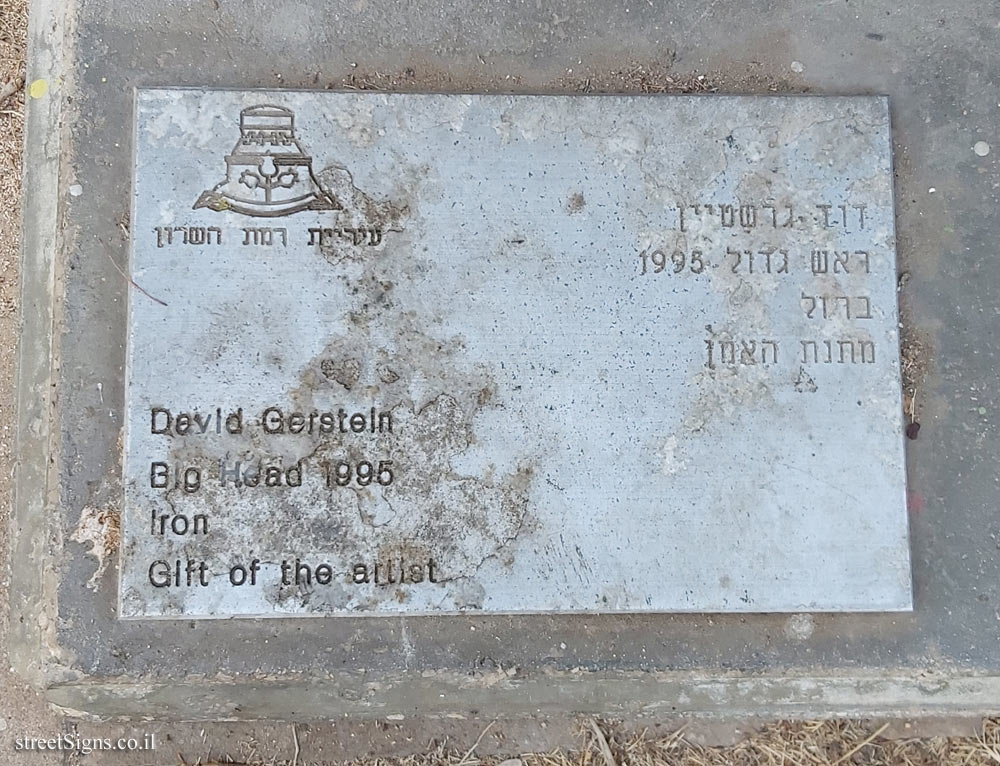 עיריית רמת השרון
דוד גרשטיין
ראש גדול 1995
ברזל
מתנת האמן
David Gerstein
Big Head 1995
Iron
Gift of the artist
streetSigns.co.il